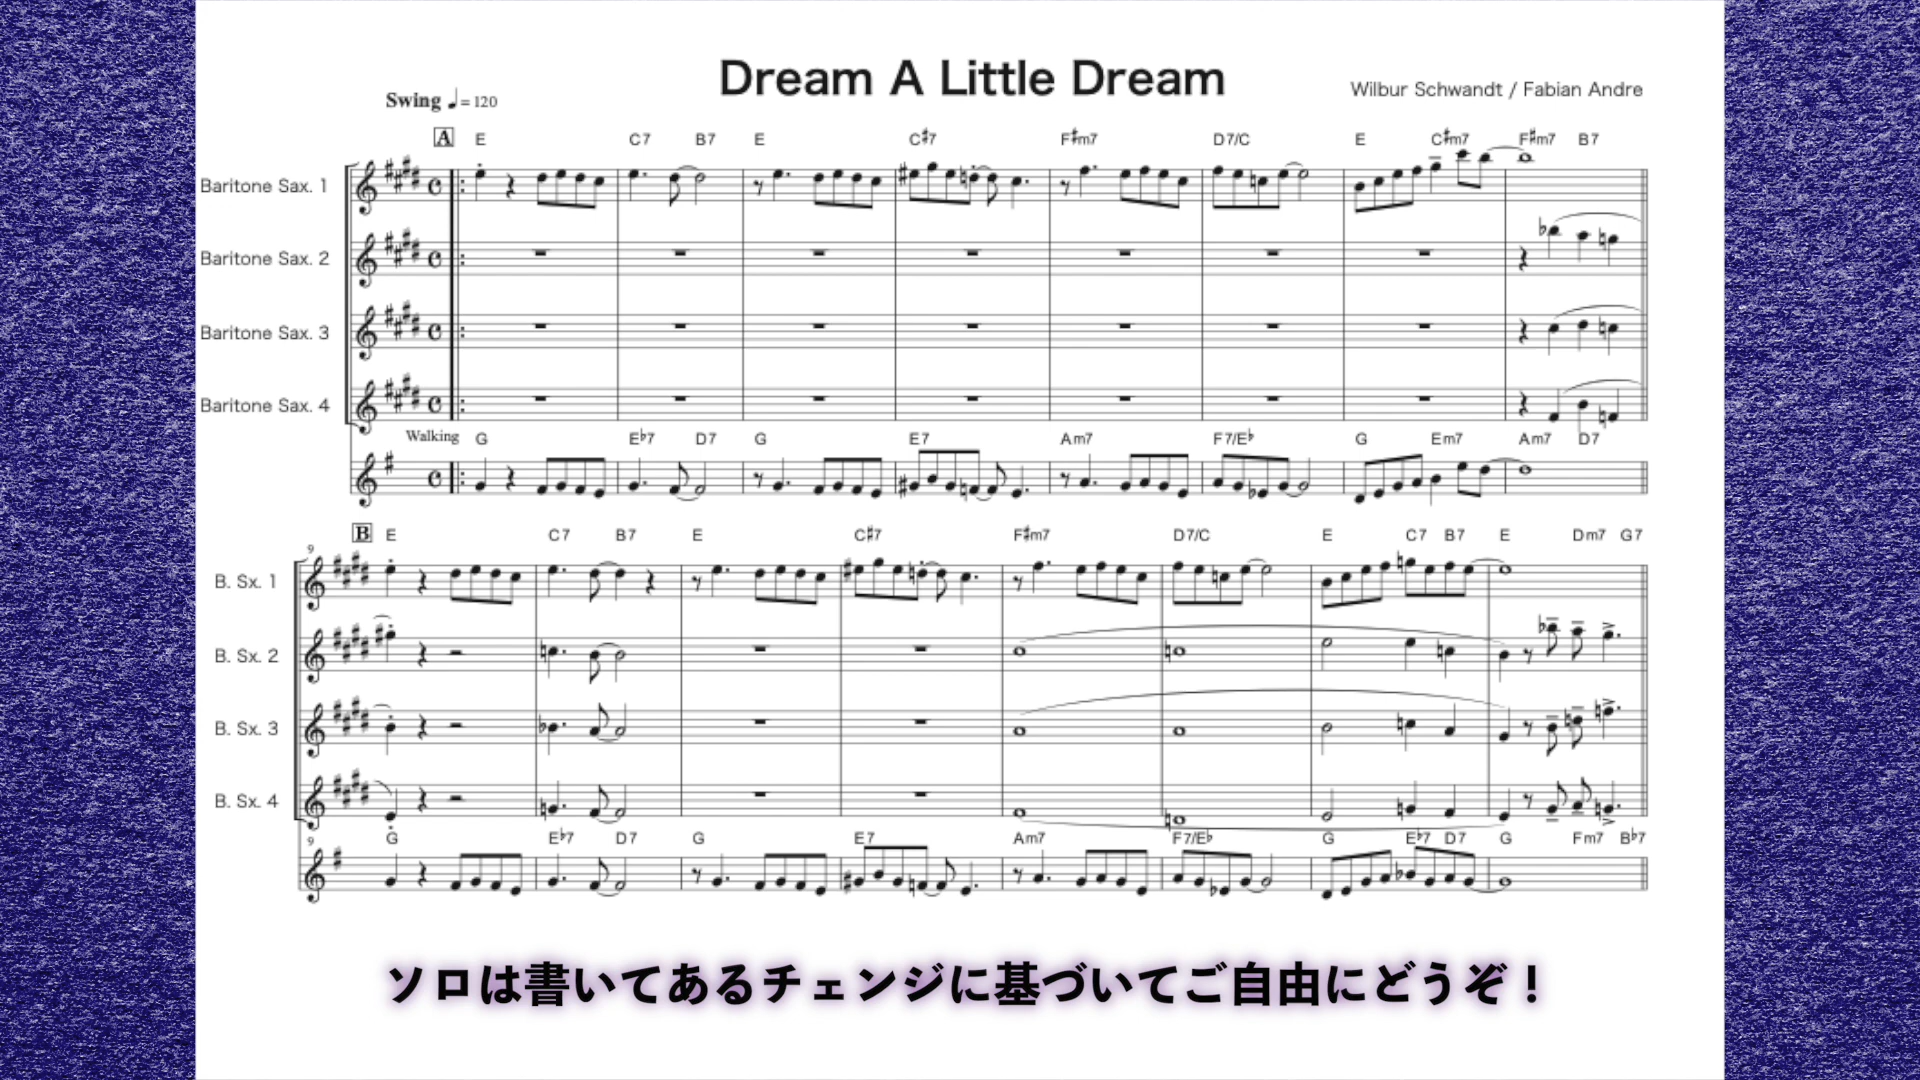 Dream A Little Dream
Wilbur Schwandt / Fabian Andre
Swing ♩=120
A E C7 B7 E C♯7 F♯m7 D7/C E C♯m7 F♯m7 B7
Baritone Sax. 1
Baritone Sax. 2
Baritone Sax. 3
Baritone Sax. 4
Walking G E♭7 D7 G E7 Am7 F7/E♭ G Em7 Am7 D7
B E C7 B7 E C♯7 F♯m7 D7/C E C7 B7 E Dm7 G7
9
B. Sx. 1
B. Sx. 2
B. Sx. 3
B. Sx. 4
9 G E♭7 D7 G E7 Am7 F7/E♭ G E♭7 D7 G Fm7 B♭7
ソロは書いてあるチェンジに基づいてご自由にどうぞ！